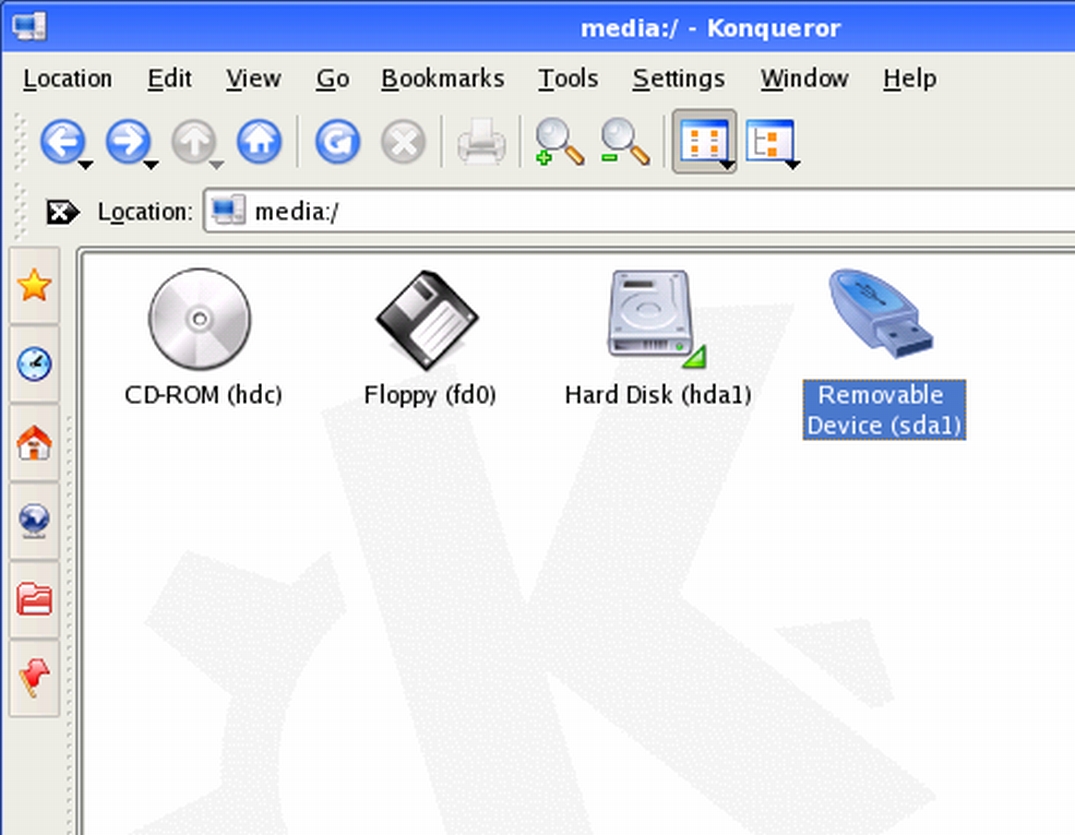 media:/ - Konqueror
Location Edit View Go Bookmarks Tools Settings Window Help
Location: media:/
CD-ROM (hdc) Floppy (fd0) Hard Disk (hda1) Removable
Device (sda1)